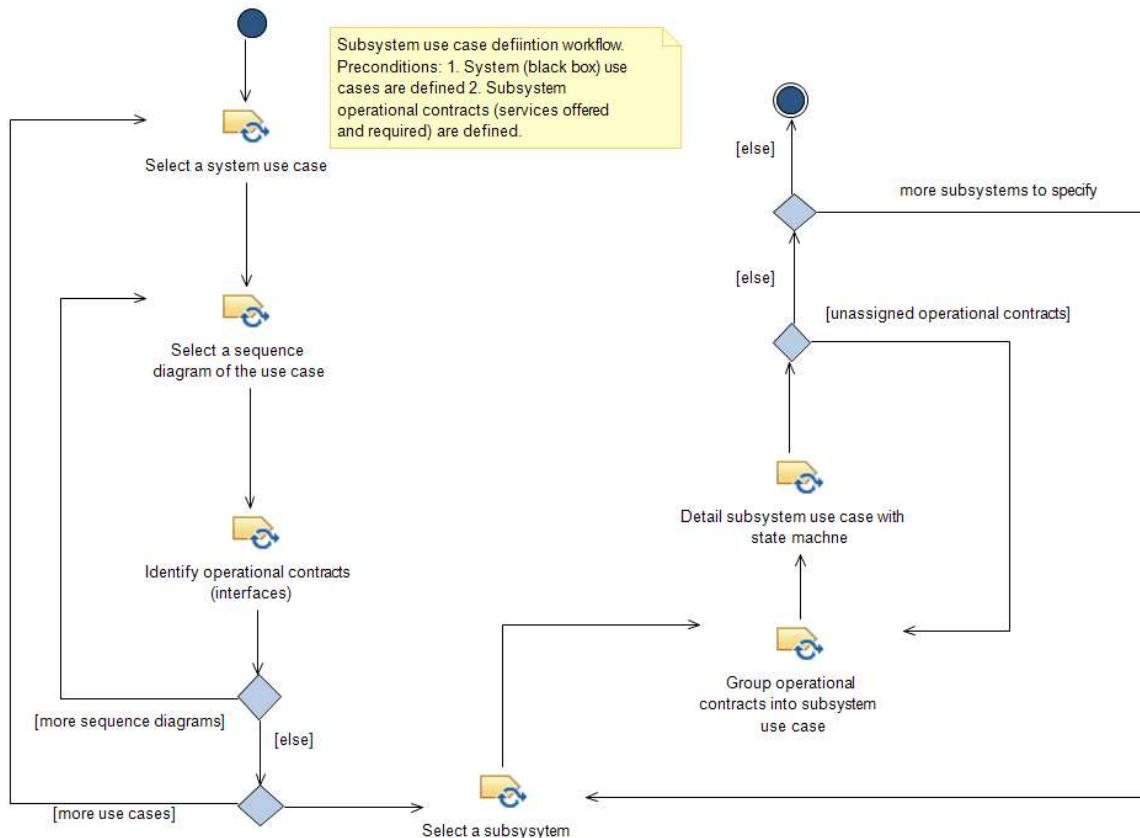 Subsystem use case defiintion workflow.
Preconditions: 1. System (black box) use
cases are defined 2. Subsystem
operational contracts (services offered
and required) are defined.
Select a system use case
Select a sequence
diagram of the use case
Identify operational contracts
(interfaces)
[more sequence diagrams]
[else]
[more use cases]
Select a subsysytem
[else]
more subsystems to specify
[else]
[unassigned operational contracts]
Detail subsystem use case with
state machne
Group operational
contracts into subsystem
use case